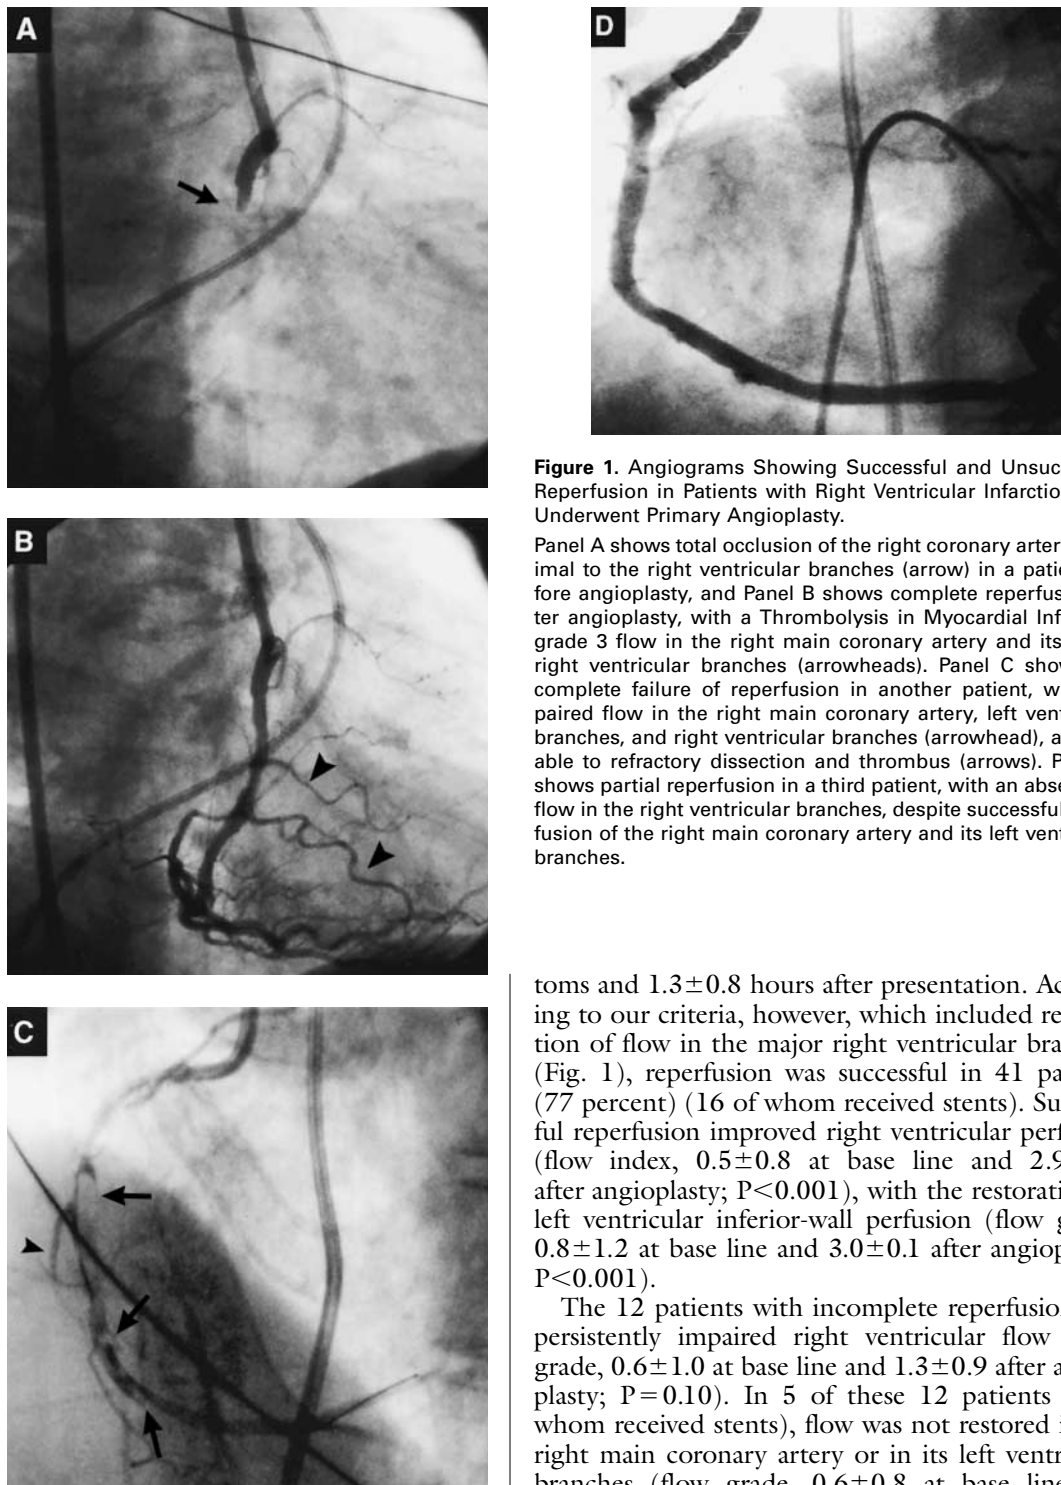 A
B
C
D
Figure 1. Angiograms Showing Successful and Unsuc
Reperfusion in Patients with Right Ventricular Infarctio
Underwent Primary Angioplasty.
Panel A shows total occlusion of the right coronary arter
imal to the right ventricular branches (arrow) in a patie
fore angioplasty, and Panel B shows complete reperfus
ter angioplasty, with a Thrombolysis in Myocardial Inf
grade 3 flow in the right main coronary artery and its
right ventricular branches (arrowheads). Panel C show
complete failure of reperfusion in another patient, w
paired flow in the right main coronary artery, left vent
branches, and right ventricular branches (arrowhead), a
able to refractory dissection and thrombus (arrows). P
shows partial reperfusion in a third patient, with an abse
flow in the right ventricular branches, despite successful
fusion of the right main coronary artery and its left vent
branches.
toms and 1.3±0.8 hours after presentation. Ac
ing to our criteria, however, which included re
tion of flow in the major right ventricular bra
(Fig. 1), reperfusion was successful in 41 pa
(77 percent) (16 of whom received stents). Su
ful reperfusion improved right ventricular perf
(flow index, 0.5±0.8 at base line and 2.9
after angioplasty; P<0.001), with the restorati
left ventricular inferior-wall perfusion (flow g
0.8±1.2 at base line and 3.0±0.1 after angiop
P<0.001).
The 12 patients with incomplete reperfusio
persistently impaired right ventricular flow
grade, 0.6±1.0 at base line and 1.3±0.9 after a
plasty; P=0.10). In 5 of these 12 patients
whom received stents), flow was not restored i
right main coronary artery or in its left ventr
branches (flow grade, 0.6±0.8 at base line